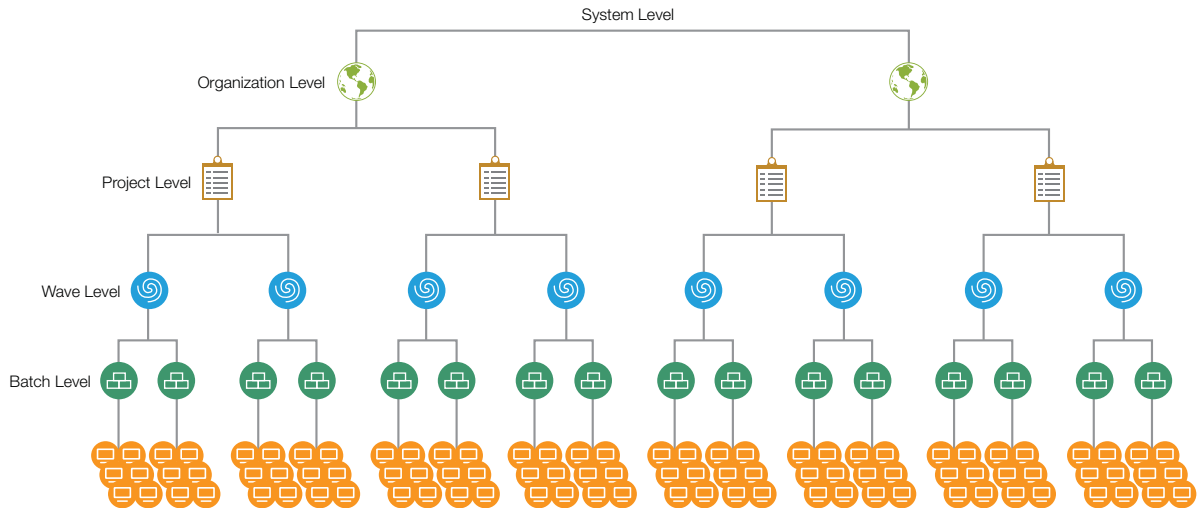 System Level
Organization Level
Project Level
Wave Level
Batch Level